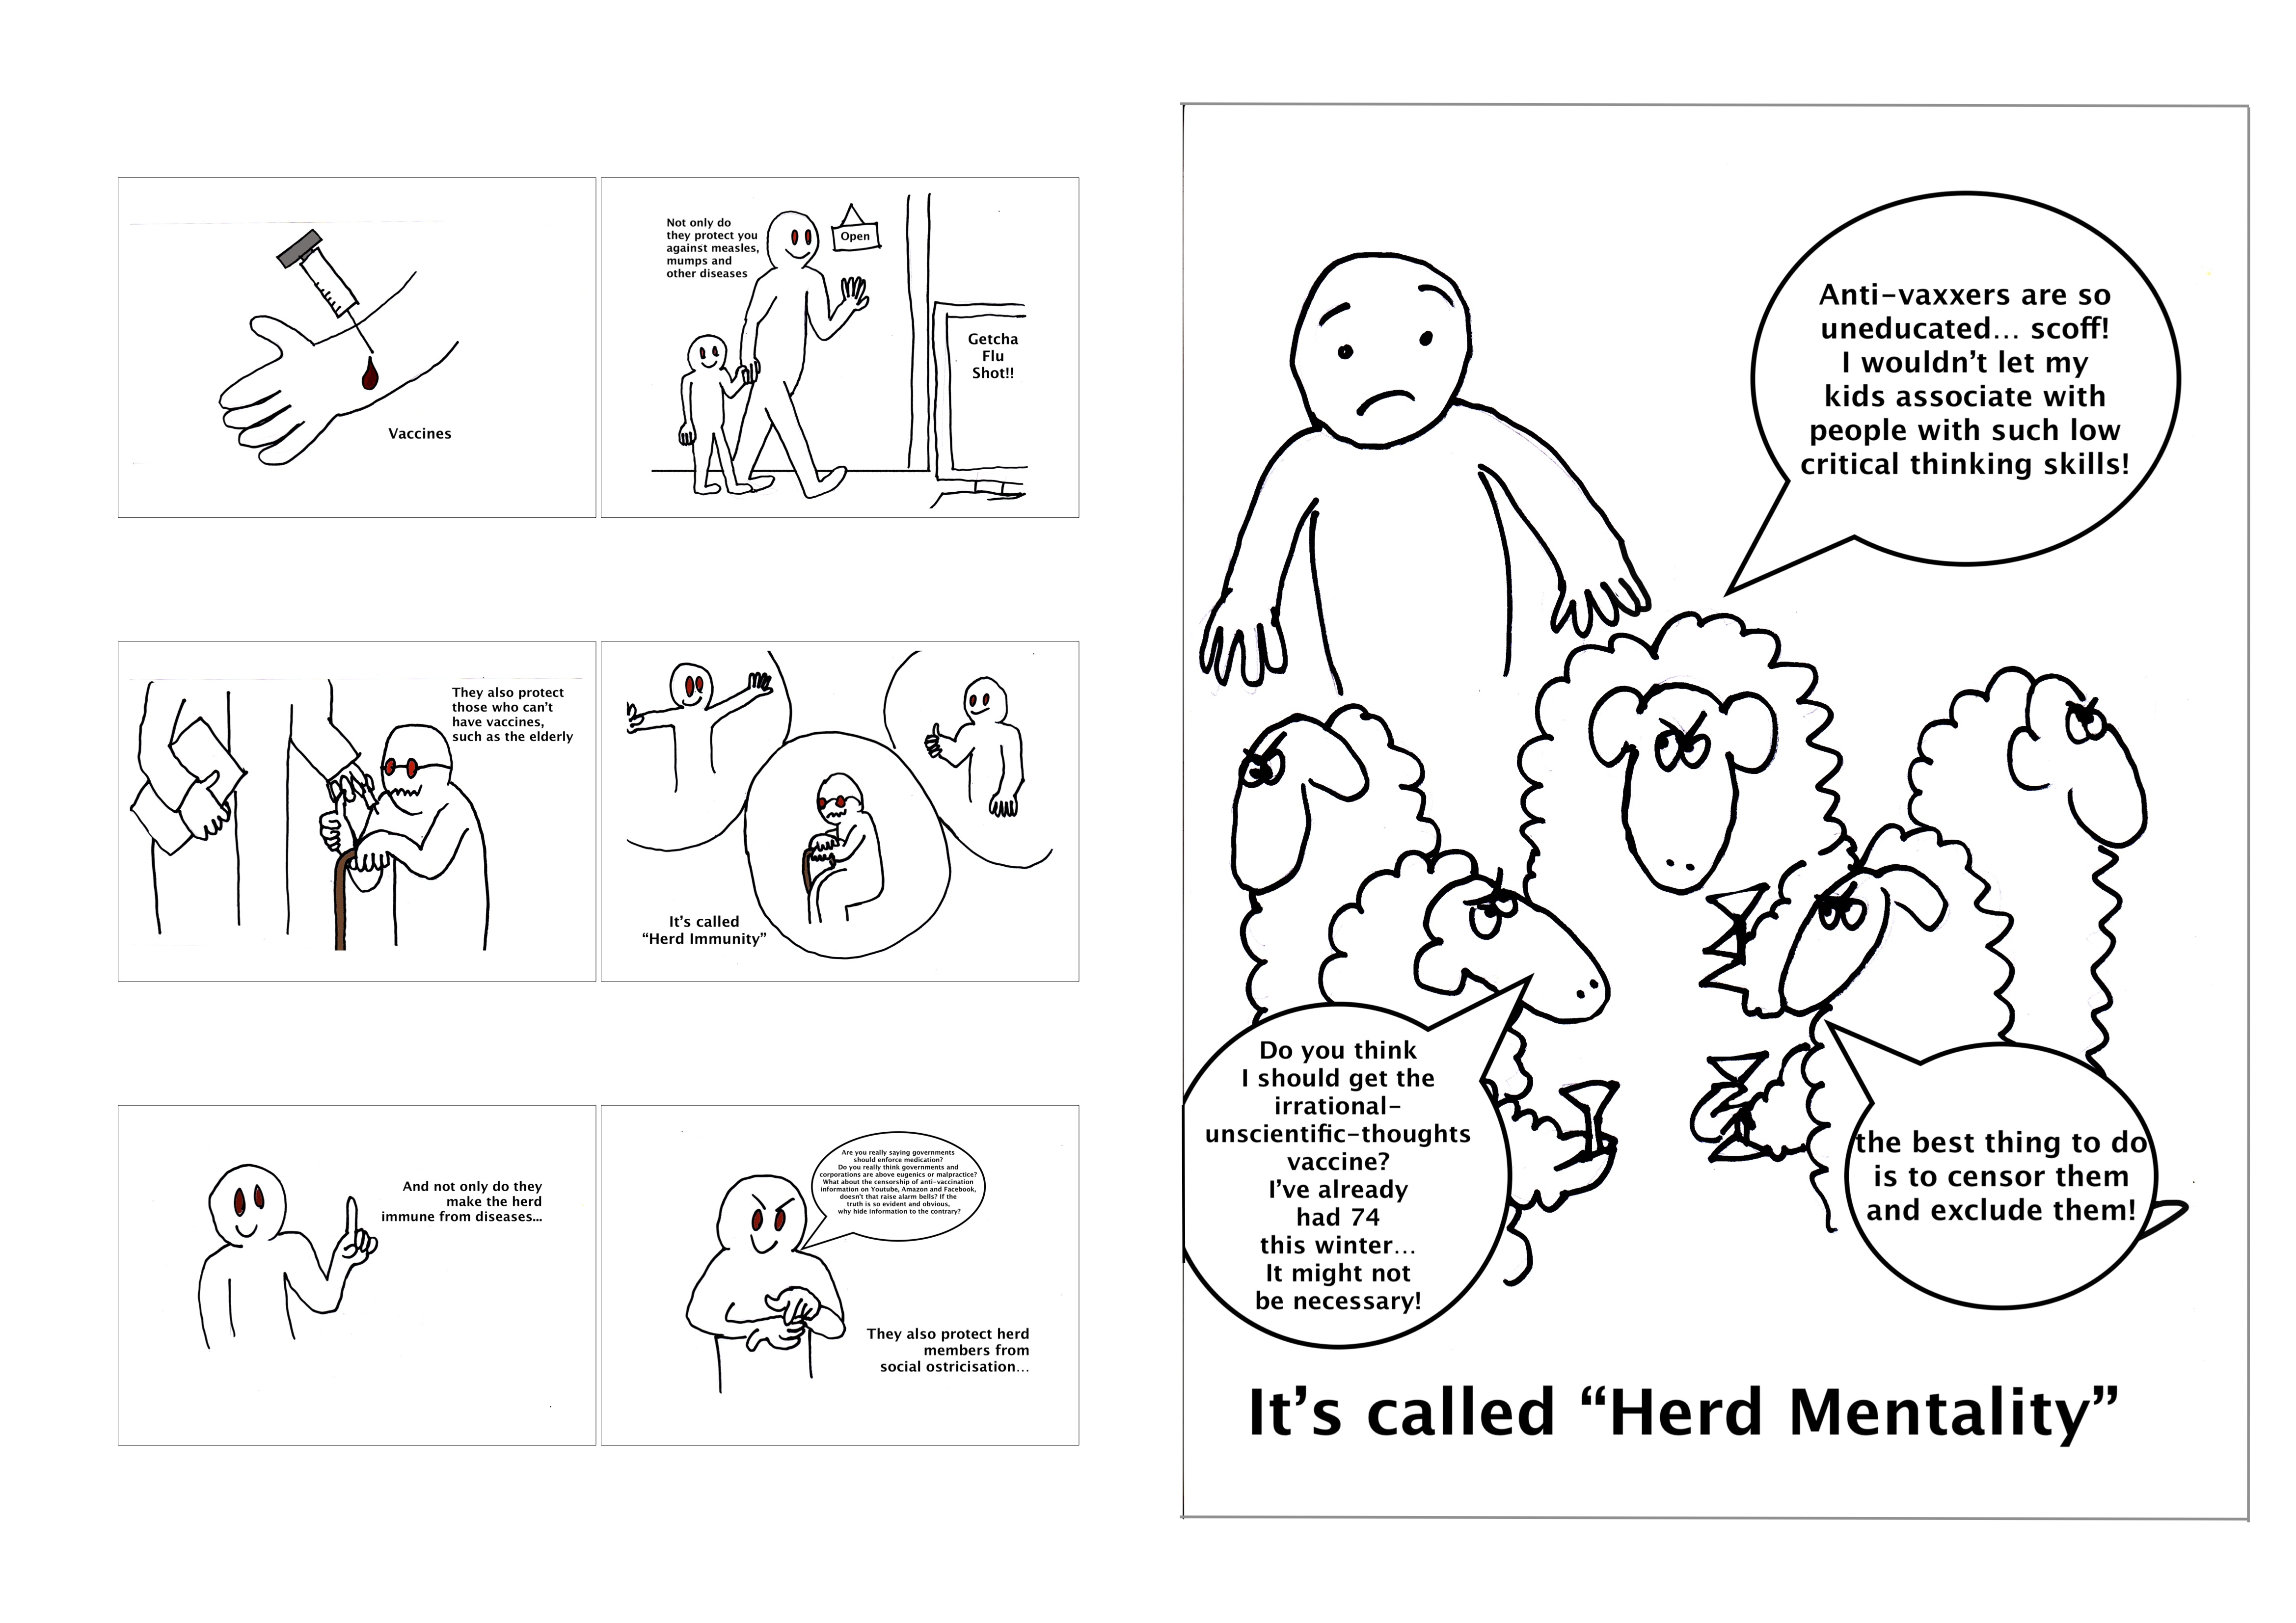 Vaccines
Not only do
they protect you
against measles,
mumps and
other diseases
Open
Getcha
Flu
Shot!!
They also protect
those who can't
have vaccines,
such as the elderly
It's called
“Herd Immunity”
And not only do they
make the herd
immune from diseases...
Are you really saying governments
should enforce medication?
Do you really think governments and
corporations are above eugenics or malpractice?
What about the censorship of anti-vaccination
information on Youtube, Amazon and Facebook,
doesn't that raise alarm bells? If the
truth is so evident and obvious,
why hide information to the contrary?
They also protect herd
members from
social ostricisation...
Anti-vaxxers are so
uneducated... scoff!
I wouldn't let my
kids associate with
people with such low
critical thinking skills!
Do you think
I should get the
irrational-
unscientific-thoughts
vaccine?
I've already
had 74
this winter...
It might not
be necessary!
the best thing to do
is to censor them
and exclude them!
It's called “Herd Mentality”